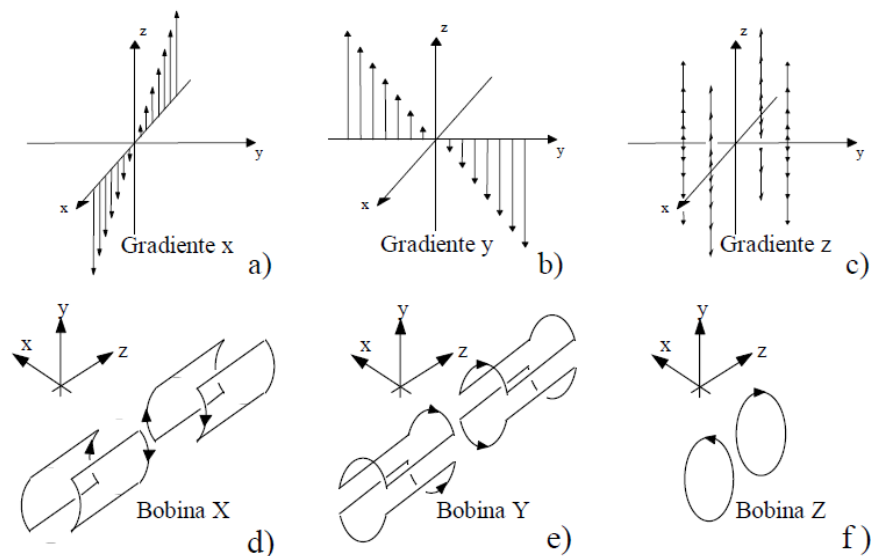 z
y
x
Gradiente x
a)
z
y
x
Gradiente y
b)
z
y
x
Gradiente z
c)
y
x
z
Bobina X
d)
y
x
z
Bobina Y
e)
y
x
z
Bobina Z
f )